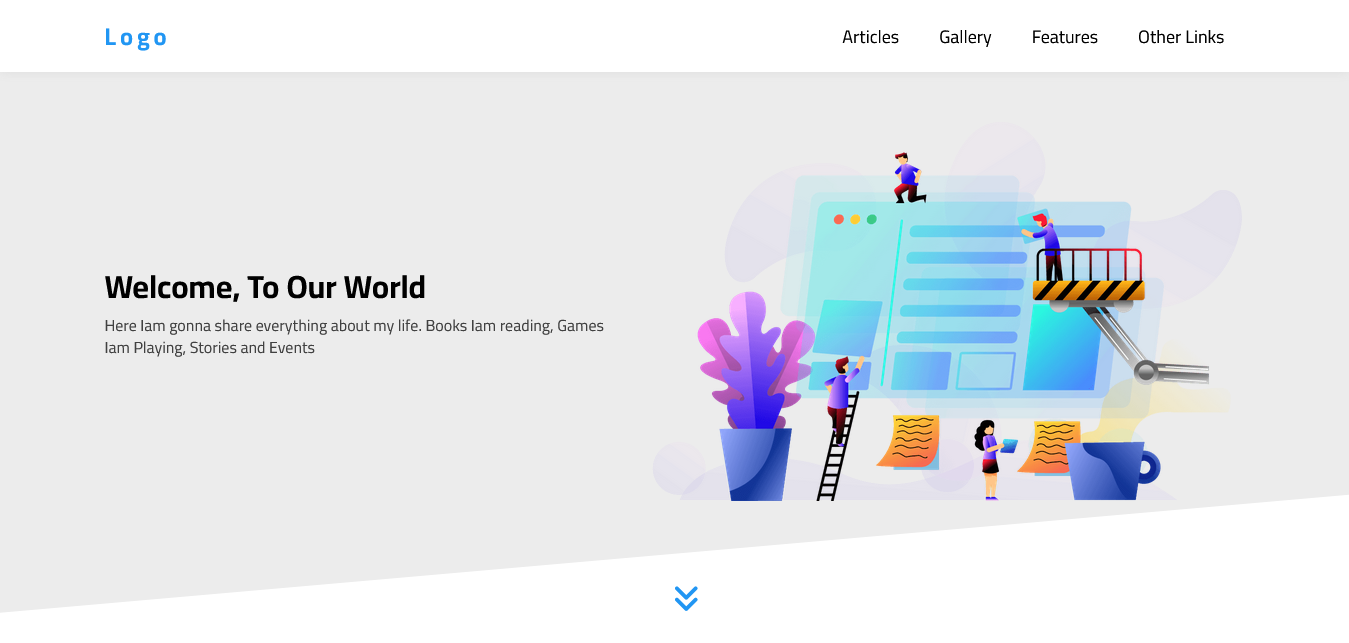 Logo
Articles Gallery Features Other Links
Welcome, To Our World
Here Iam gonna share everything about my life. Books Iam reading, Games
Iam Playing, Stories and Events